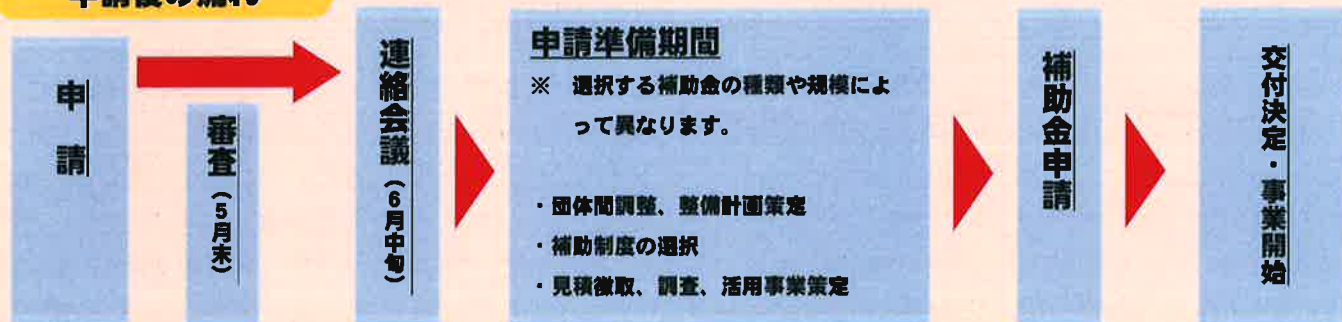 申請後の流れ
申請
審査(5月末)
連絡会議(6月中旬)
申請準備期間
※ 選択する補助金の種類や規模によ
って異なります。
・団体間調整、整備計画策定
・補助制度の選択
・見積徴取、調査、活用事業策定
補助金申請
交付決定・事業開始